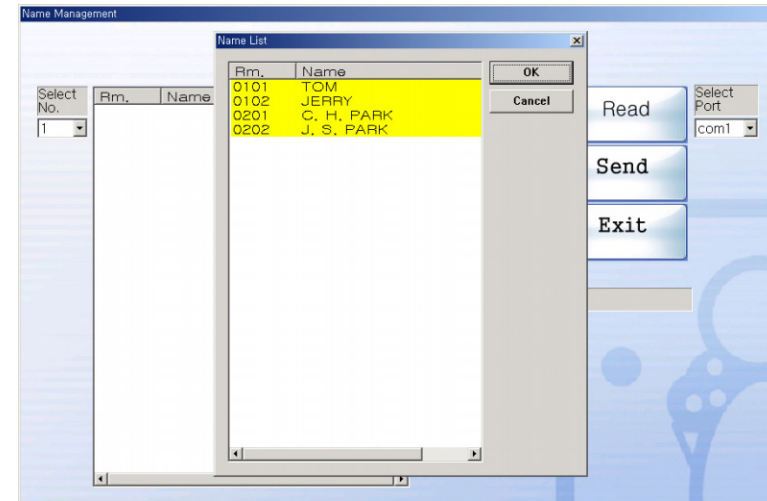 Name Management
Name List
Rm. Name
0101 TOM
0102 JERRY
0201 C. H. PARK
0202 J. S. PARK
OK
Cancel
Select
No.
1
Rm. Name
Read
Send
Exit
Select
Port
com1